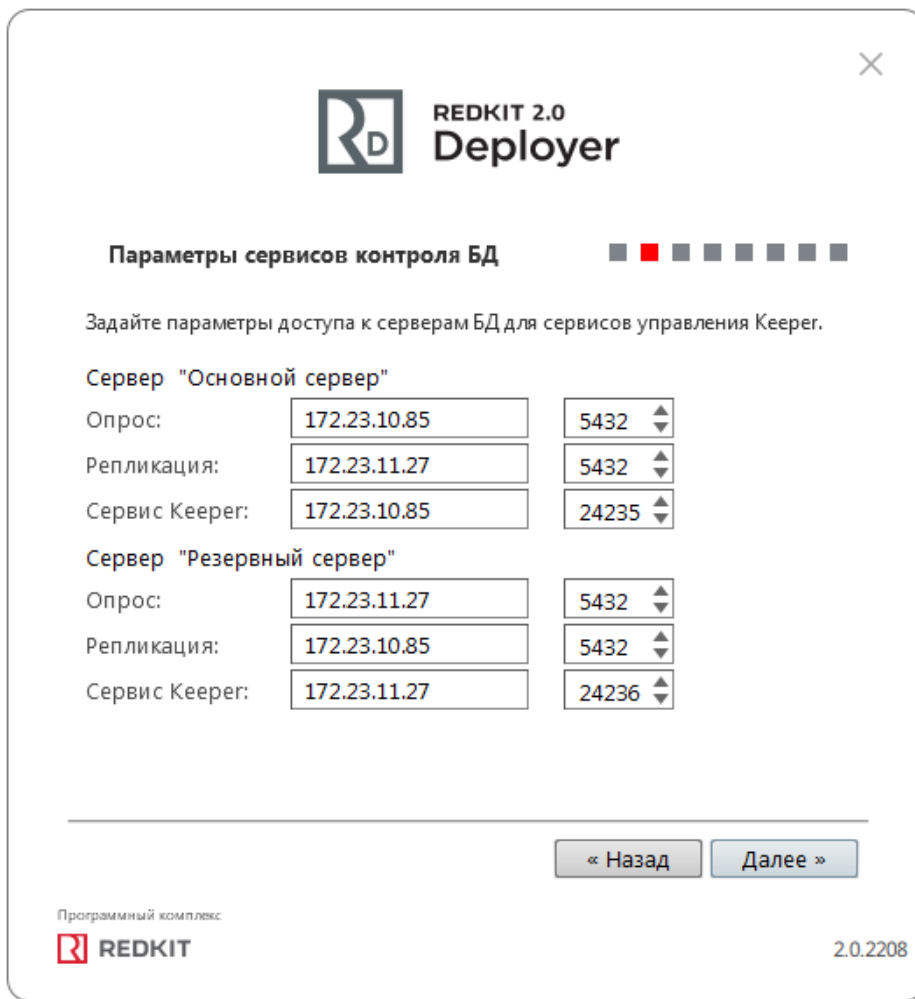 REDKIT 2.0
Deployer
Параметры сервисов контроля БД
Задайте параметры доступа к серверам БД для сервисов управления Keeper.
Сервер "Основной сервер"
Опрос: 172.23.10.85 5432
Репликация: 172.23.11.27 5432
Сервис Keeper: 172.23.10.85 24235
Сервер "Резервный сервер"
Опрос: 172.23.11.27 5432
Репликация: 172.23.10.85 5432
Сервис Keeper: 172.23.11.27 24236
« Назад Далее »
Программный комплекс
REDKIT 2.0.2208